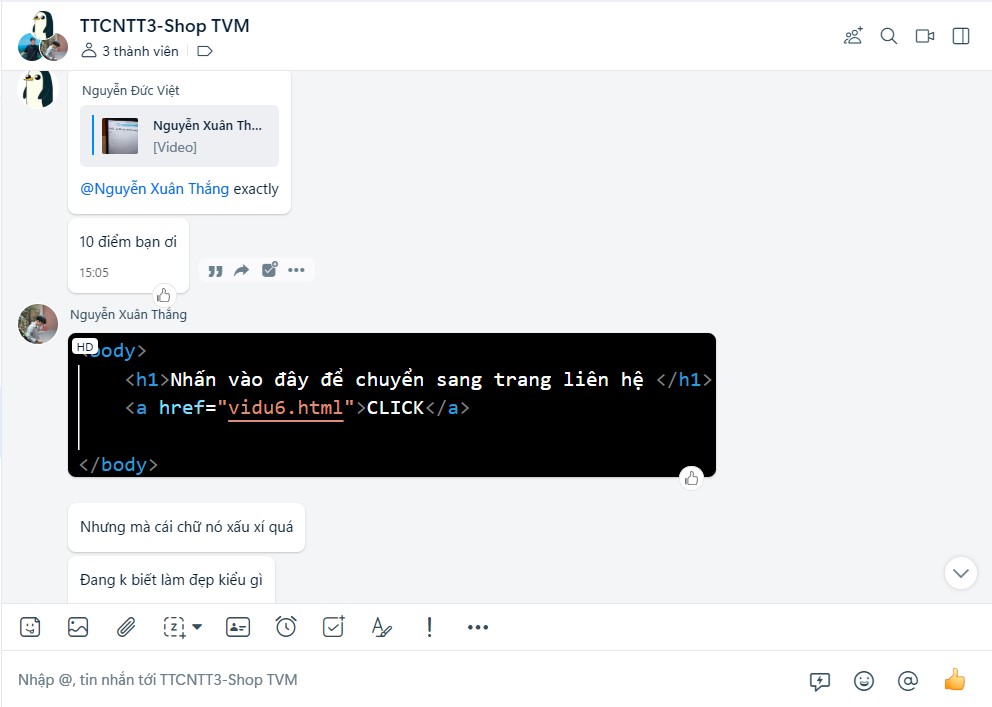 TTCNTT3-Shop TVM
3 thành viên
Nguyễn Đức Việt
Nguyễn Xuân Th...
[Video]
@Nguyễn Xuân Thắng exactly
10 điểm bạn ơi
15:05
Nguyễn Xuân Thắng
HD
<body>
<h1>Nhấn vào đây để chuyển sang trang liên hệ </h1>
<a href="vidu6.html">CLICK</a>
</body>
Nhưng mà cái chữ nó xấu xí quá
Đang k biết làm đẹp kiểu gì
Nhập @, tin nhắn tới TTCNTT3-Shop TVM